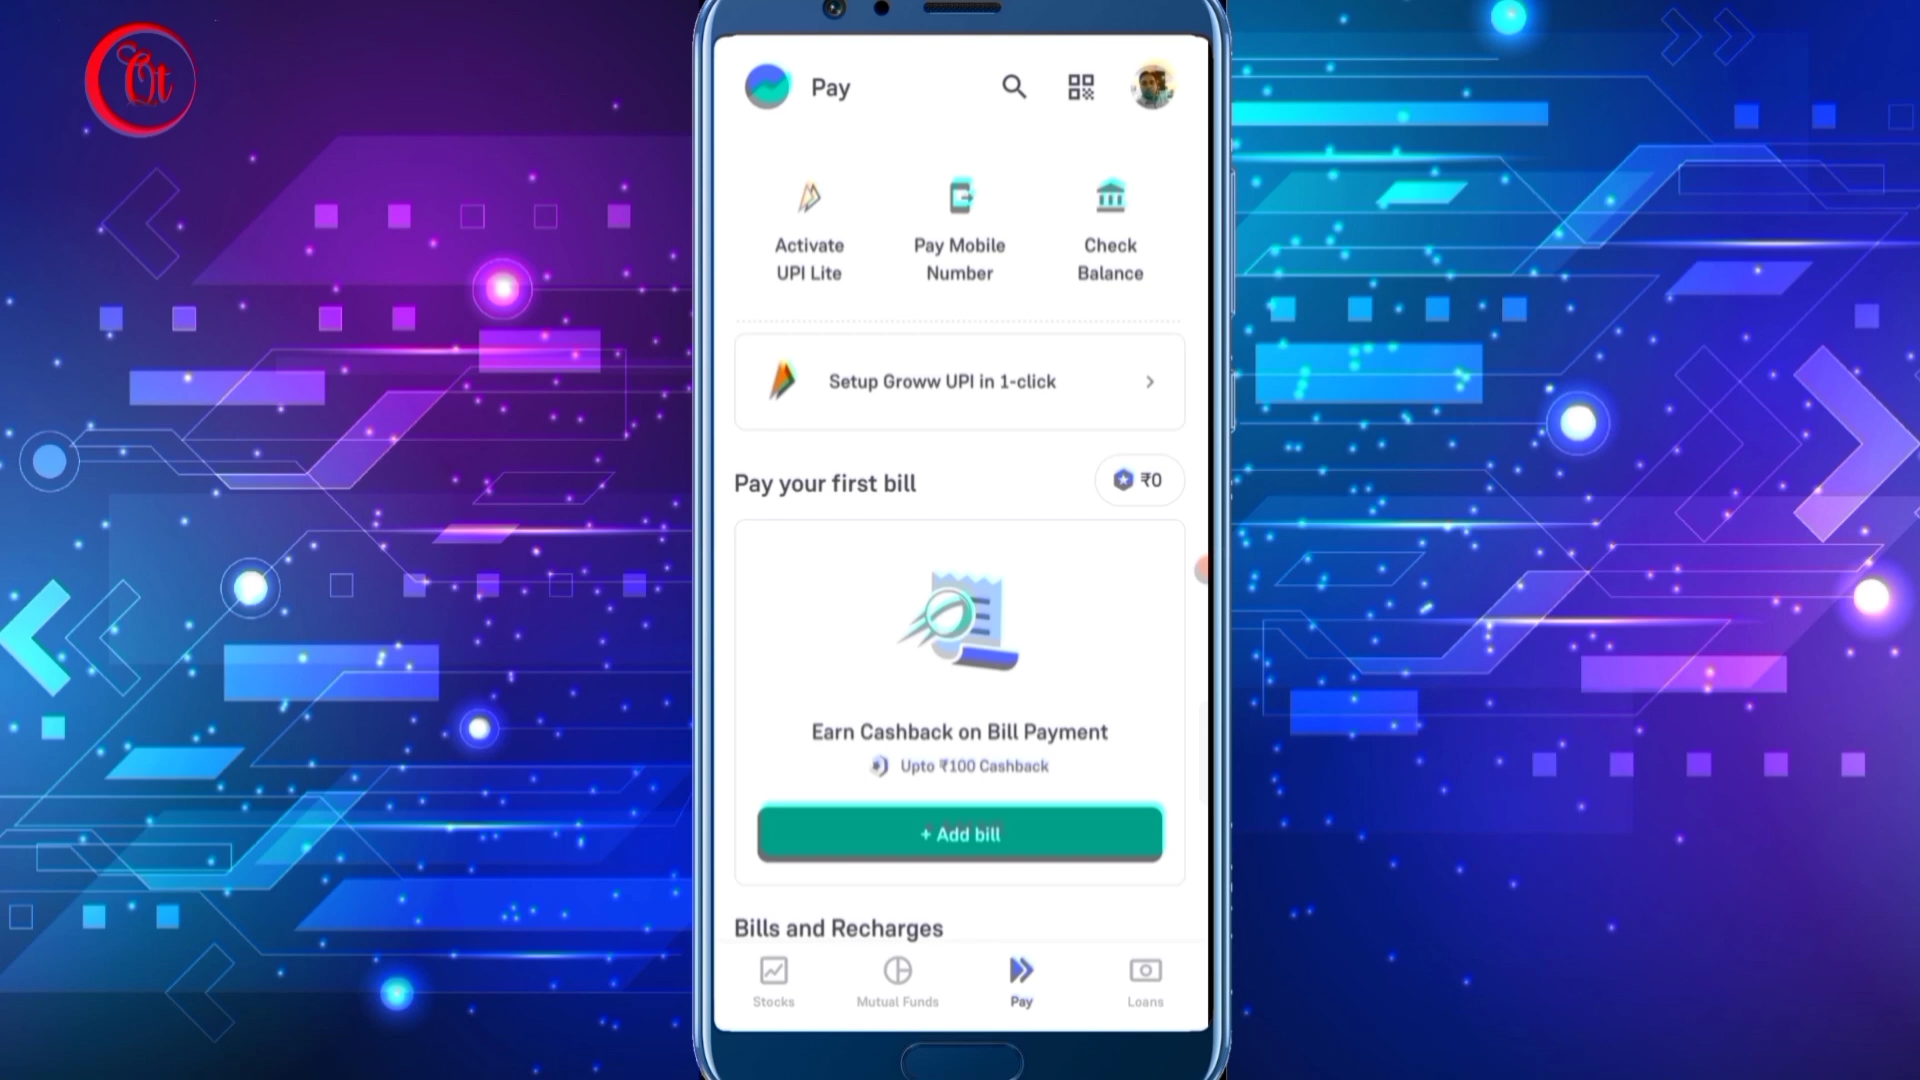 Ot
Pay
Activate
UPI Lite
Pay Mobile
Number
Check
Balance
Setup Groww UPI in 1-click
Pay your first bill
₹0
Earn Cashback on Bill Payment
Upto ₹100 Cashback
+ Add bill
Bills and Recharges
Stocks
Mutual Funds
Pay
Loans